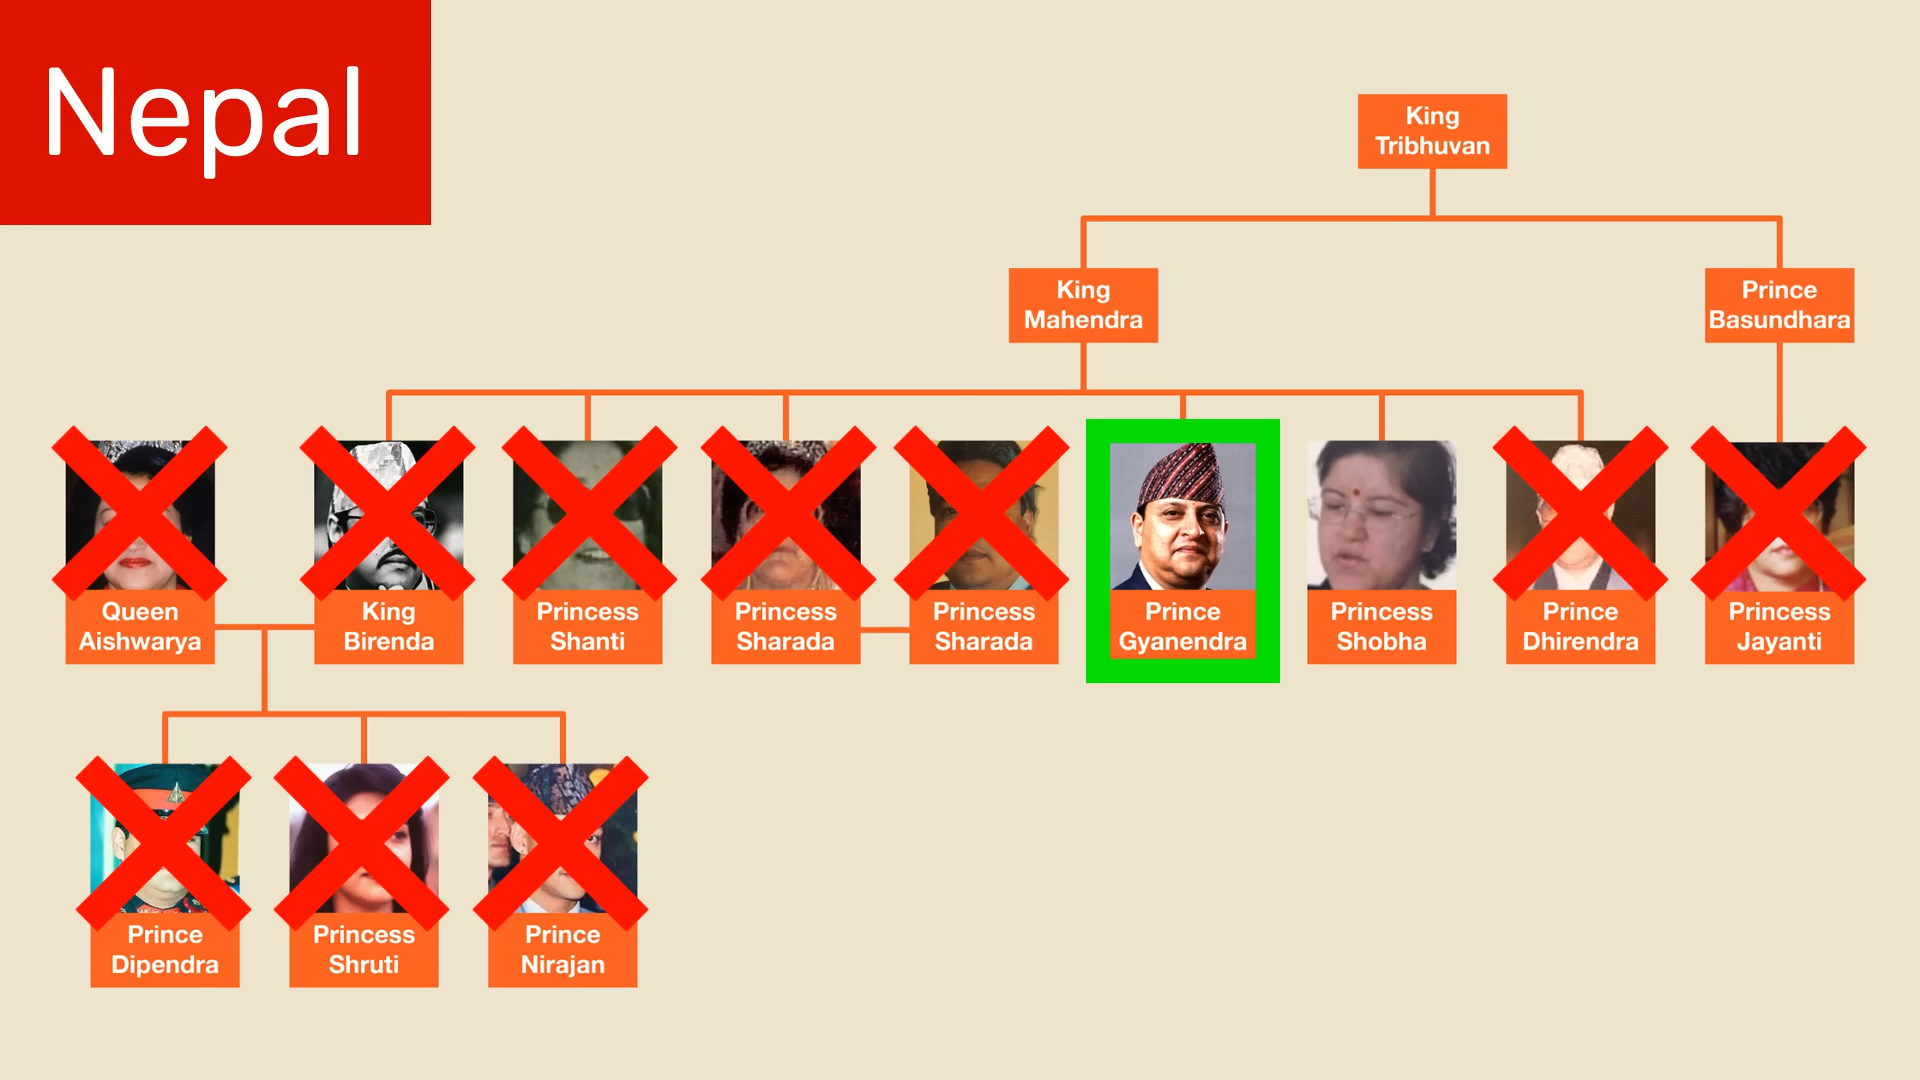 Nepal
King
Tribhuvan
King
Mahendra
Prince
Basundhara
Queen
Aishwarya
King
Birenda
Princess
Shanti
Princess
Sharada
Princess
Sharada
Prince
Gyanendra
Princess
Shobha
Prince
Dhirendra
Princess
Jayanti
Prince
Dipendra
Princess
Shruti
Prince
Nirajan